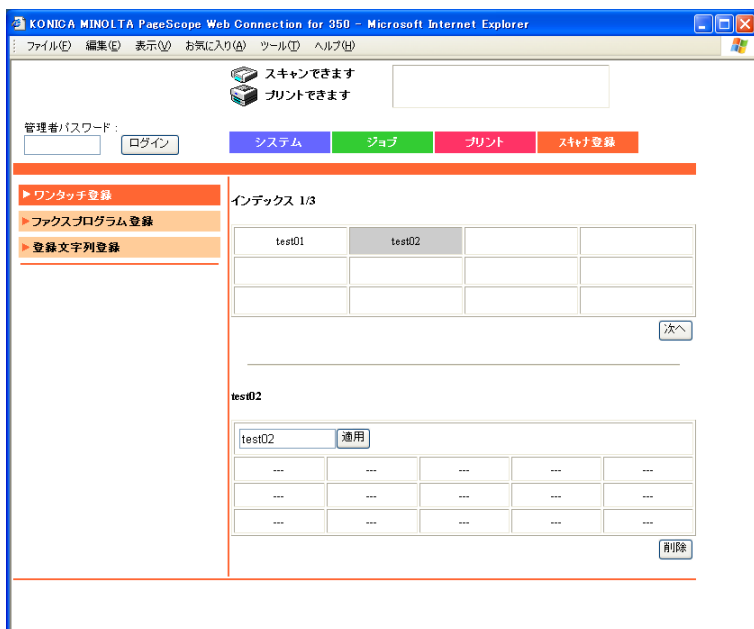 KONICA MINOLTA PageScope Web Connection for 350 - Microsoft Internet Explorer
ファイル(F) 編集(E) 表示(V) お気に入り(A) ツール(T) ヘルプ(H)
スキャンできます
プリントできます
管理者パスワード :
ログイン
システム ジョブ プリント スキャナ登録
ワンタッチ登録
ファクスプログラム登録
登録文字列登録
インデックス 1/3
test01 test02
次へ
test02
test02 適用
--- --- --- --- ---
--- --- --- --- ---
--- --- --- --- ---
削除